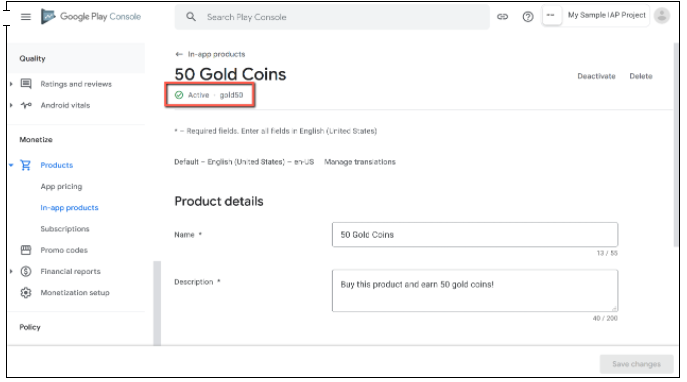 Google Play Console
Search Play Console
My Sample IAP Project
Quality
Ratings and reviews
Android vitals
Monetize
Products
App pricing
In-app products
Subscriptions
Promo codes
Financial reports
Monetization setup
Policy
← In-app products
50 Gold Coins
Active · gold50
Deactivate Delete
* – Required fields. Enter all fields in English (United States)
Default – English (United States) – en-US Manage translations
Product details
Name *
50 Gold Coins
13 / 55
Description *
Buy this product and earn 50 gold coins!
40 / 200
Save changes